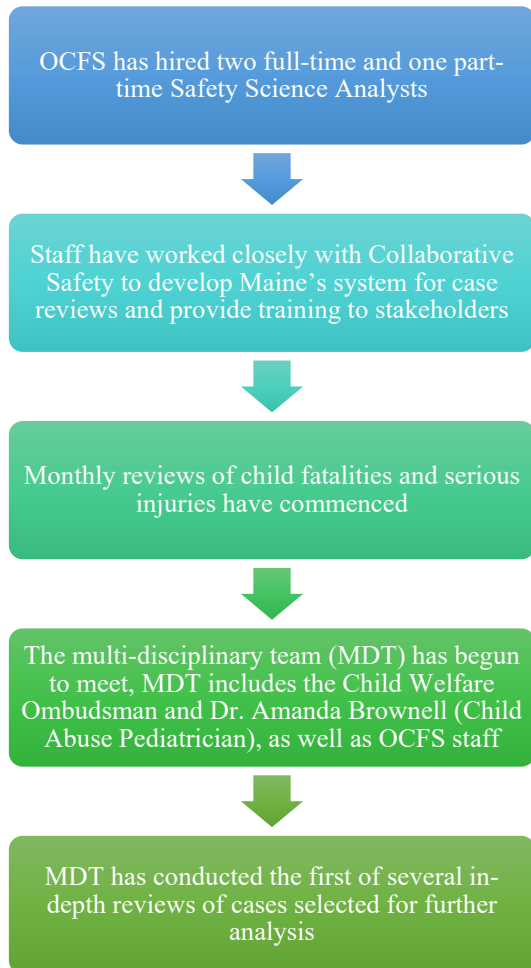 OCFS has hired two full-time and one part-
time Safety Science Analysts
Staff have worked closely with Collaborative
Safety to develop Maine’s system for case
reviews and provide training to stakeholders
Monthly reviews of child fatalities and serious
injuries have commenced
The multi-disciplinary team (MDT) has begun
to meet, MDT includes the Child Welfare
Ombudsman and Dr. Amanda Brownell (Child
Abuse Pediatrician), as well as OCFS staff
MDT has conducted the first of several in-
depth reviews of cases selected for further
analysis